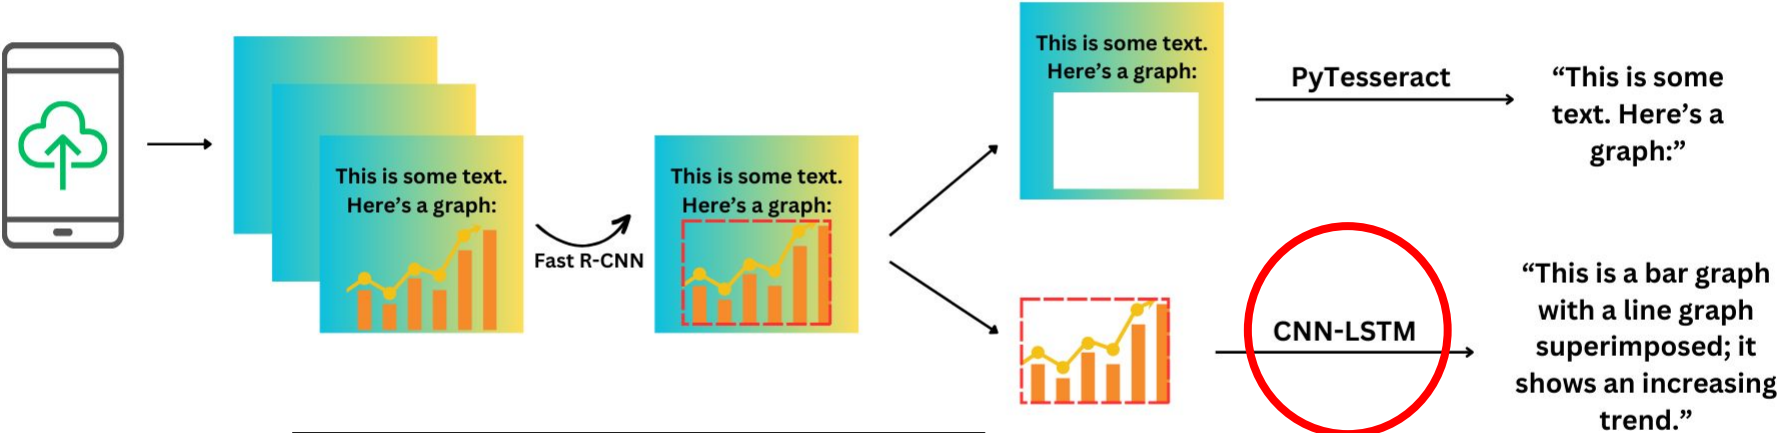 This is some text.
Here's a graph:
Fast R-CNN
This is some text.
Here's a graph:
This is some text.
Here's a graph:
PyTesseract
“This is some
text. Here’s a
graph:”
CNN-LSTM
“This is a bar graph
with a line graph
superimposed; it
shows an increasing
trend.”